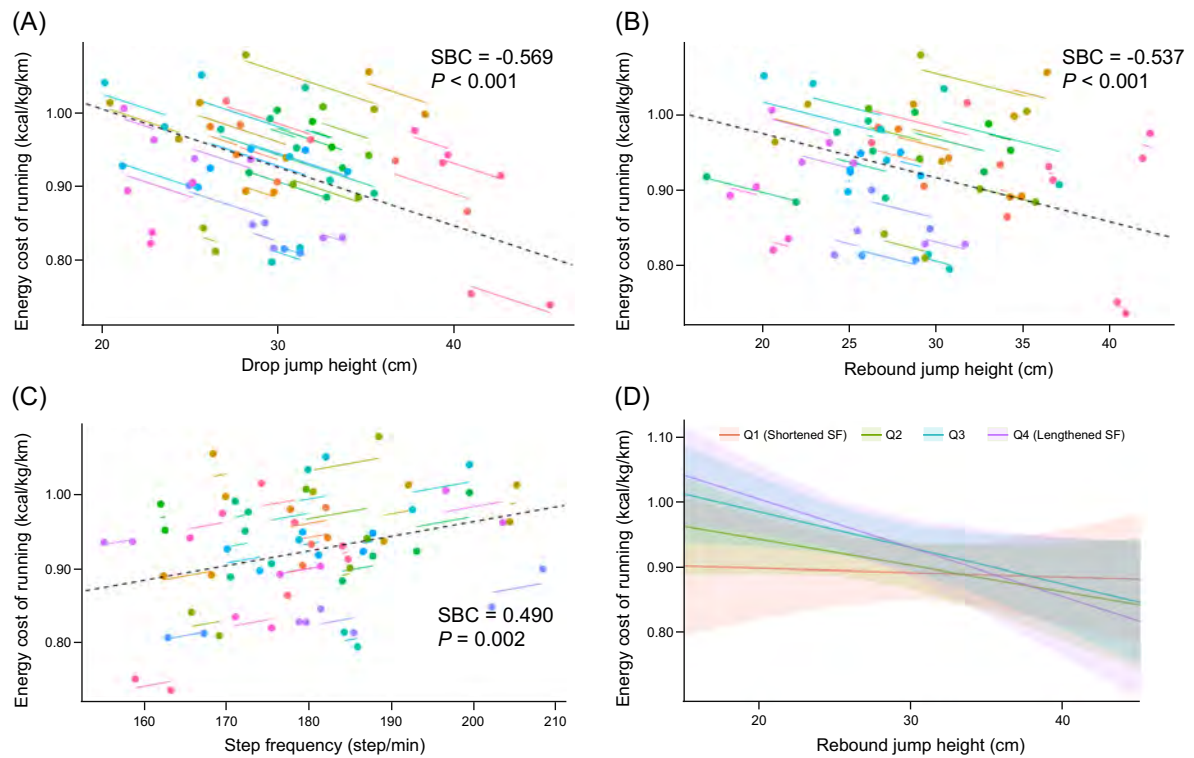 (A)
SBC = -0.569
P < 0.001
Energy cost of running (kcal/kg/km)
1.00
0.90
0.80
20 30 40
Drop jump height (cm)
(B)
SBC = -0.537
P < 0.001
Energy cost of running (kcal/kg/km)
1.00
0.90
0.80
20 25 30 35 40
Rebound jump height (cm)
(C)
Energy cost of running (kcal/kg/km)
1.00
0.90
0.80
SBC = 0.490
P = 0.002
160 170 180 190 200 210
Step frequency (step/min)
(D)
Q1 (Shortened SF) Q2 Q3 Q4 (Lengthened SF)
Energy cost of running (kcal/kg/km)
1.10
1.00
0.90
0.80
20 30 40
Rebound jump height (cm)